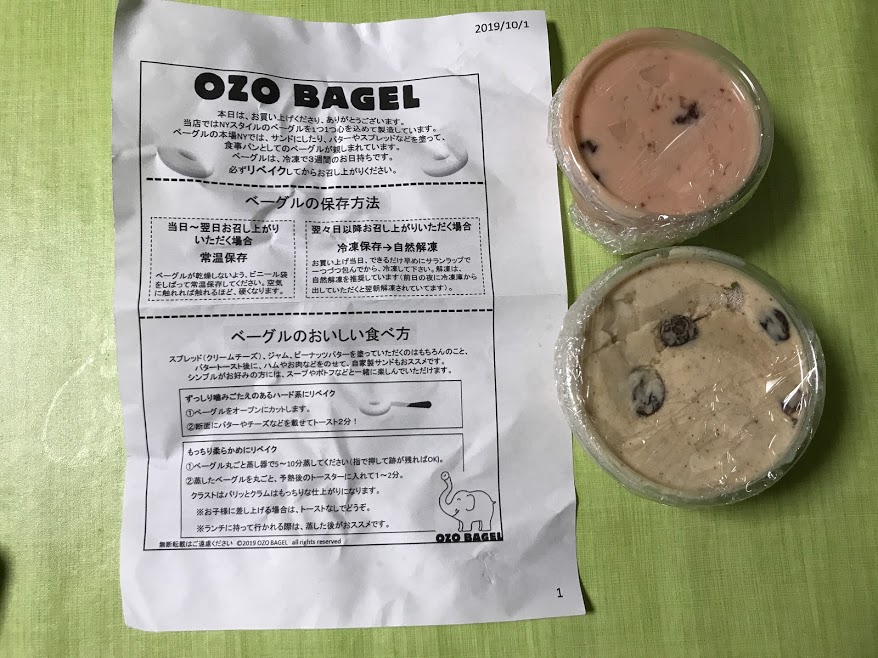 2019/10/1
OZO BAGEL
本日は、お買い上げくださり、ありがとうございます。
当店ではNYスタイルのベーグルを1つ1つ心を込めて製造しています。
ベーグルの本場NYでは、サンドにしたり、バターやスプレッドなどを塗って、
食事パンとしてのベーグルが親しまれています。
ベーグルは、冷凍で3週間のお日持ちです。
必ずリベイクしてからお召し上がりください。
ベーグルの保存方法
当日～翌日お召し上がり
いただく場合
常温保存
ベーグルが乾燥しないよう、ビニール袋
をしばって常温保存してください。空気
に触れれば触れるほど、硬くなります。
翌々日以降お召し上がりいただく場合
冷凍保存→自然解凍
お買い上げ当日、できるだけ早めにサランラップで
一つづつ包んでから、冷凍して下さい。解凍は、
自然解凍を推奨しています(前日の夜に冷凍庫から
出していただくと翌朝解凍されていてます)。
ベーグルのおいしい食べ方
スプレッド(クリームチーズ)、ジャム、ピーナッツバターを塗っていただくのはもちろんのこと、
バタートースト後に、ハムやお肉などをのせて、自家製サンドもおススメです。
シンプルがお好みの方には、スープやポトフなどと一緒に楽しんでいただけます。
ずっしり噛みごたえのあるハード系にリベイク
①ベーグルをオープンにカットします。
②断面にバターやチーズなどを載せてトースト2分！
もっちり柔らかめにリベイク
①ベーグル丸ごと蒸し器で5～10分蒸してください(指で押して跡が残ればOK)。
②蒸したベーグルを丸ごと、予熱後のトースターに入れて1～2分。
クラストはパリッとクラムはもっちりな仕上がりになります。
※お子様に差し上げる場合は、トーストなしでどうぞ。
※ランチに持って行かれる際は、蒸した後がおススメです。
OZO BAGEL
無断転載はご遠慮ください ©2019 OZO BAGEL all rights reserved
1